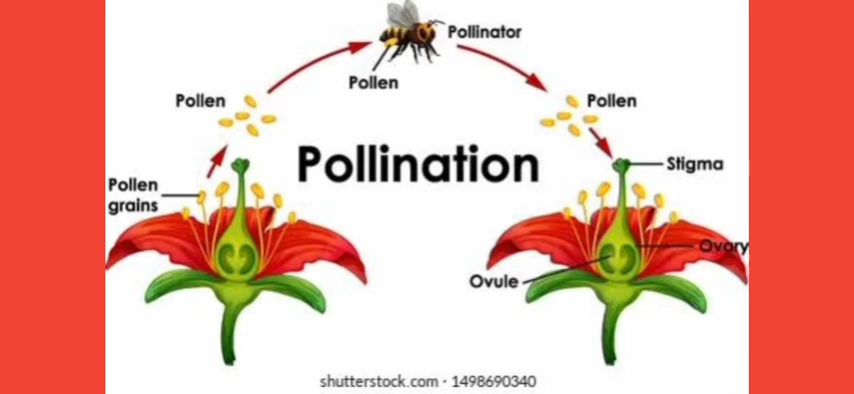 Pollinator
Pollen
Pollen
Pollen
Pollination
Stigma
Pollen
grains
Ovary
Ovule
shutterstock.com · 1498690340